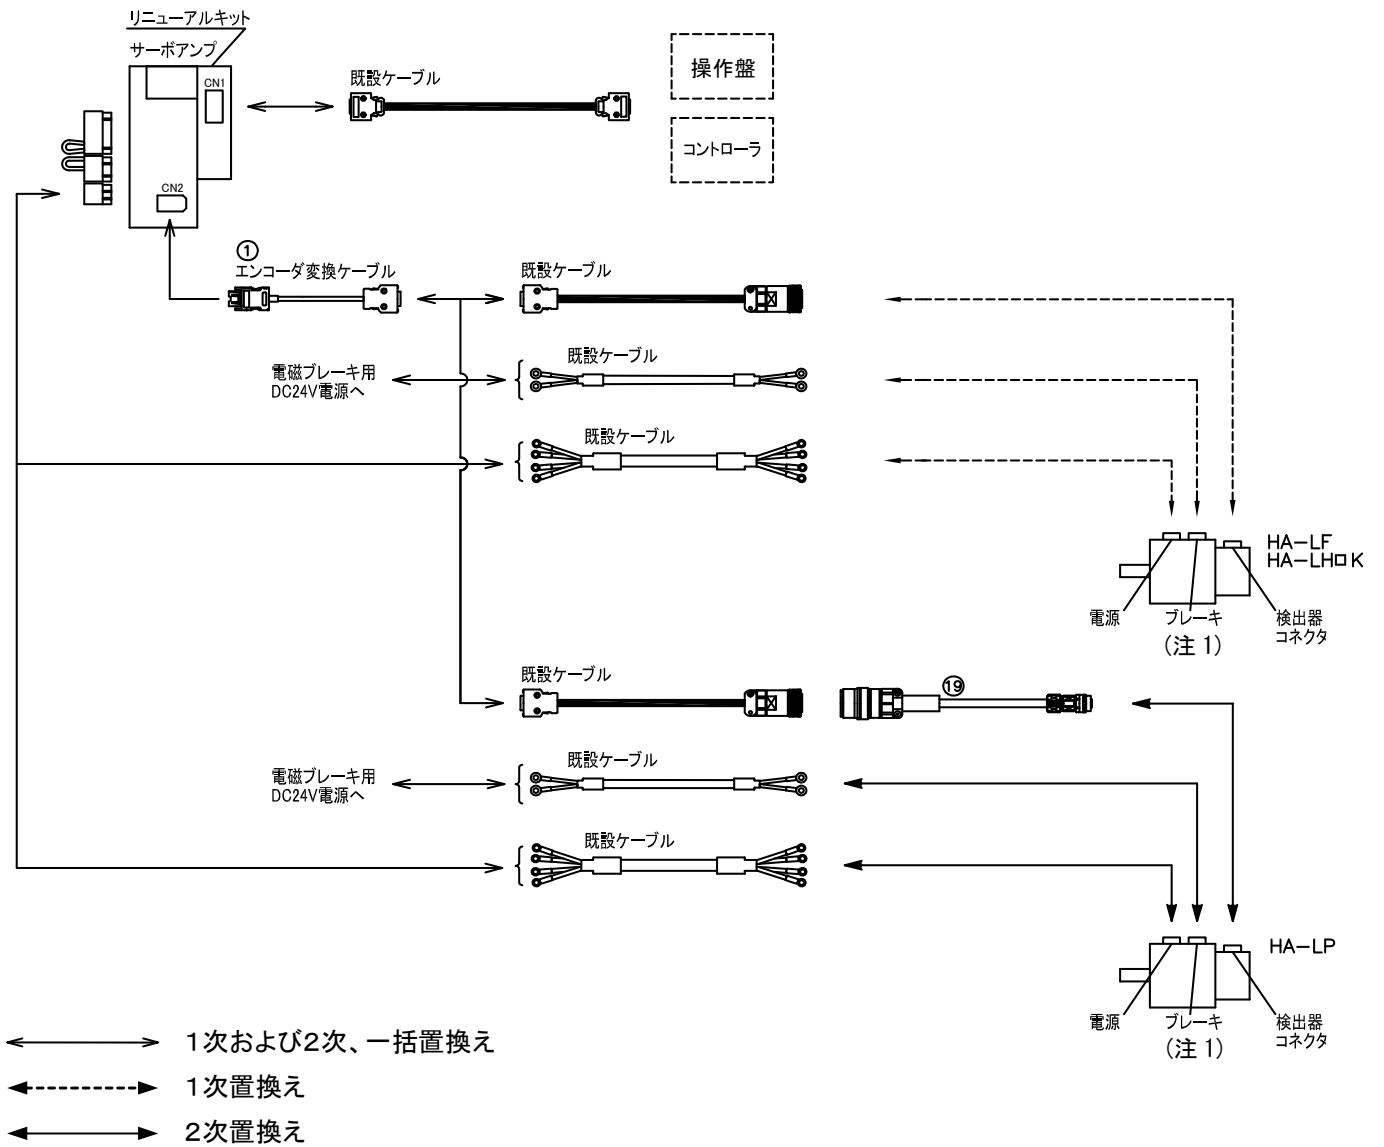 リニューアルキット
サーボアンプ
CN1
既設ケーブル
操作盤
コントローラ
CN2
①
エンコーダ変換ケーブル
既設ケーブル
電磁ブレーキ用
DC24V電源へ
既設ケーブル
既設ケーブル
HA-LF
HA-LH□K
電源
ブレーキ
(注1)
検出器
コネクタ
既設ケーブル
⑲
電磁ブレーキ用
DC24V電源へ
既設ケーブル
既設ケーブル
HA-LP
電源
ブレーキ
(注1)
検出器
コネクタ
1次および2次、一括置換え
1次置換え
2次置換え